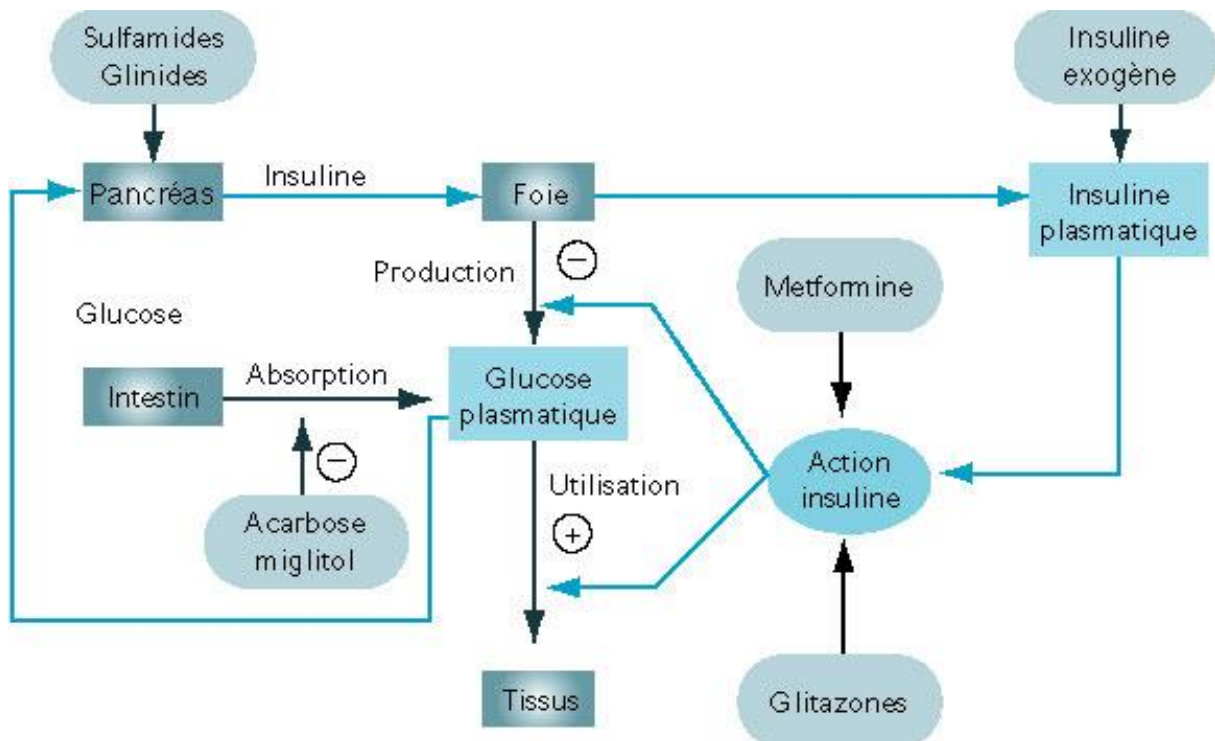 Sulfamides
Glinides
Insuline
exogène
Pancréas
Insuline
Foie
Insuline
plasmatique
Production
−
Metformine
Glucose
Intestin
Absorption
Glucose
plasmatique
−
Acarbose
miglitol
Utilisation
+
Action
insuline
Tissus
Glitazones